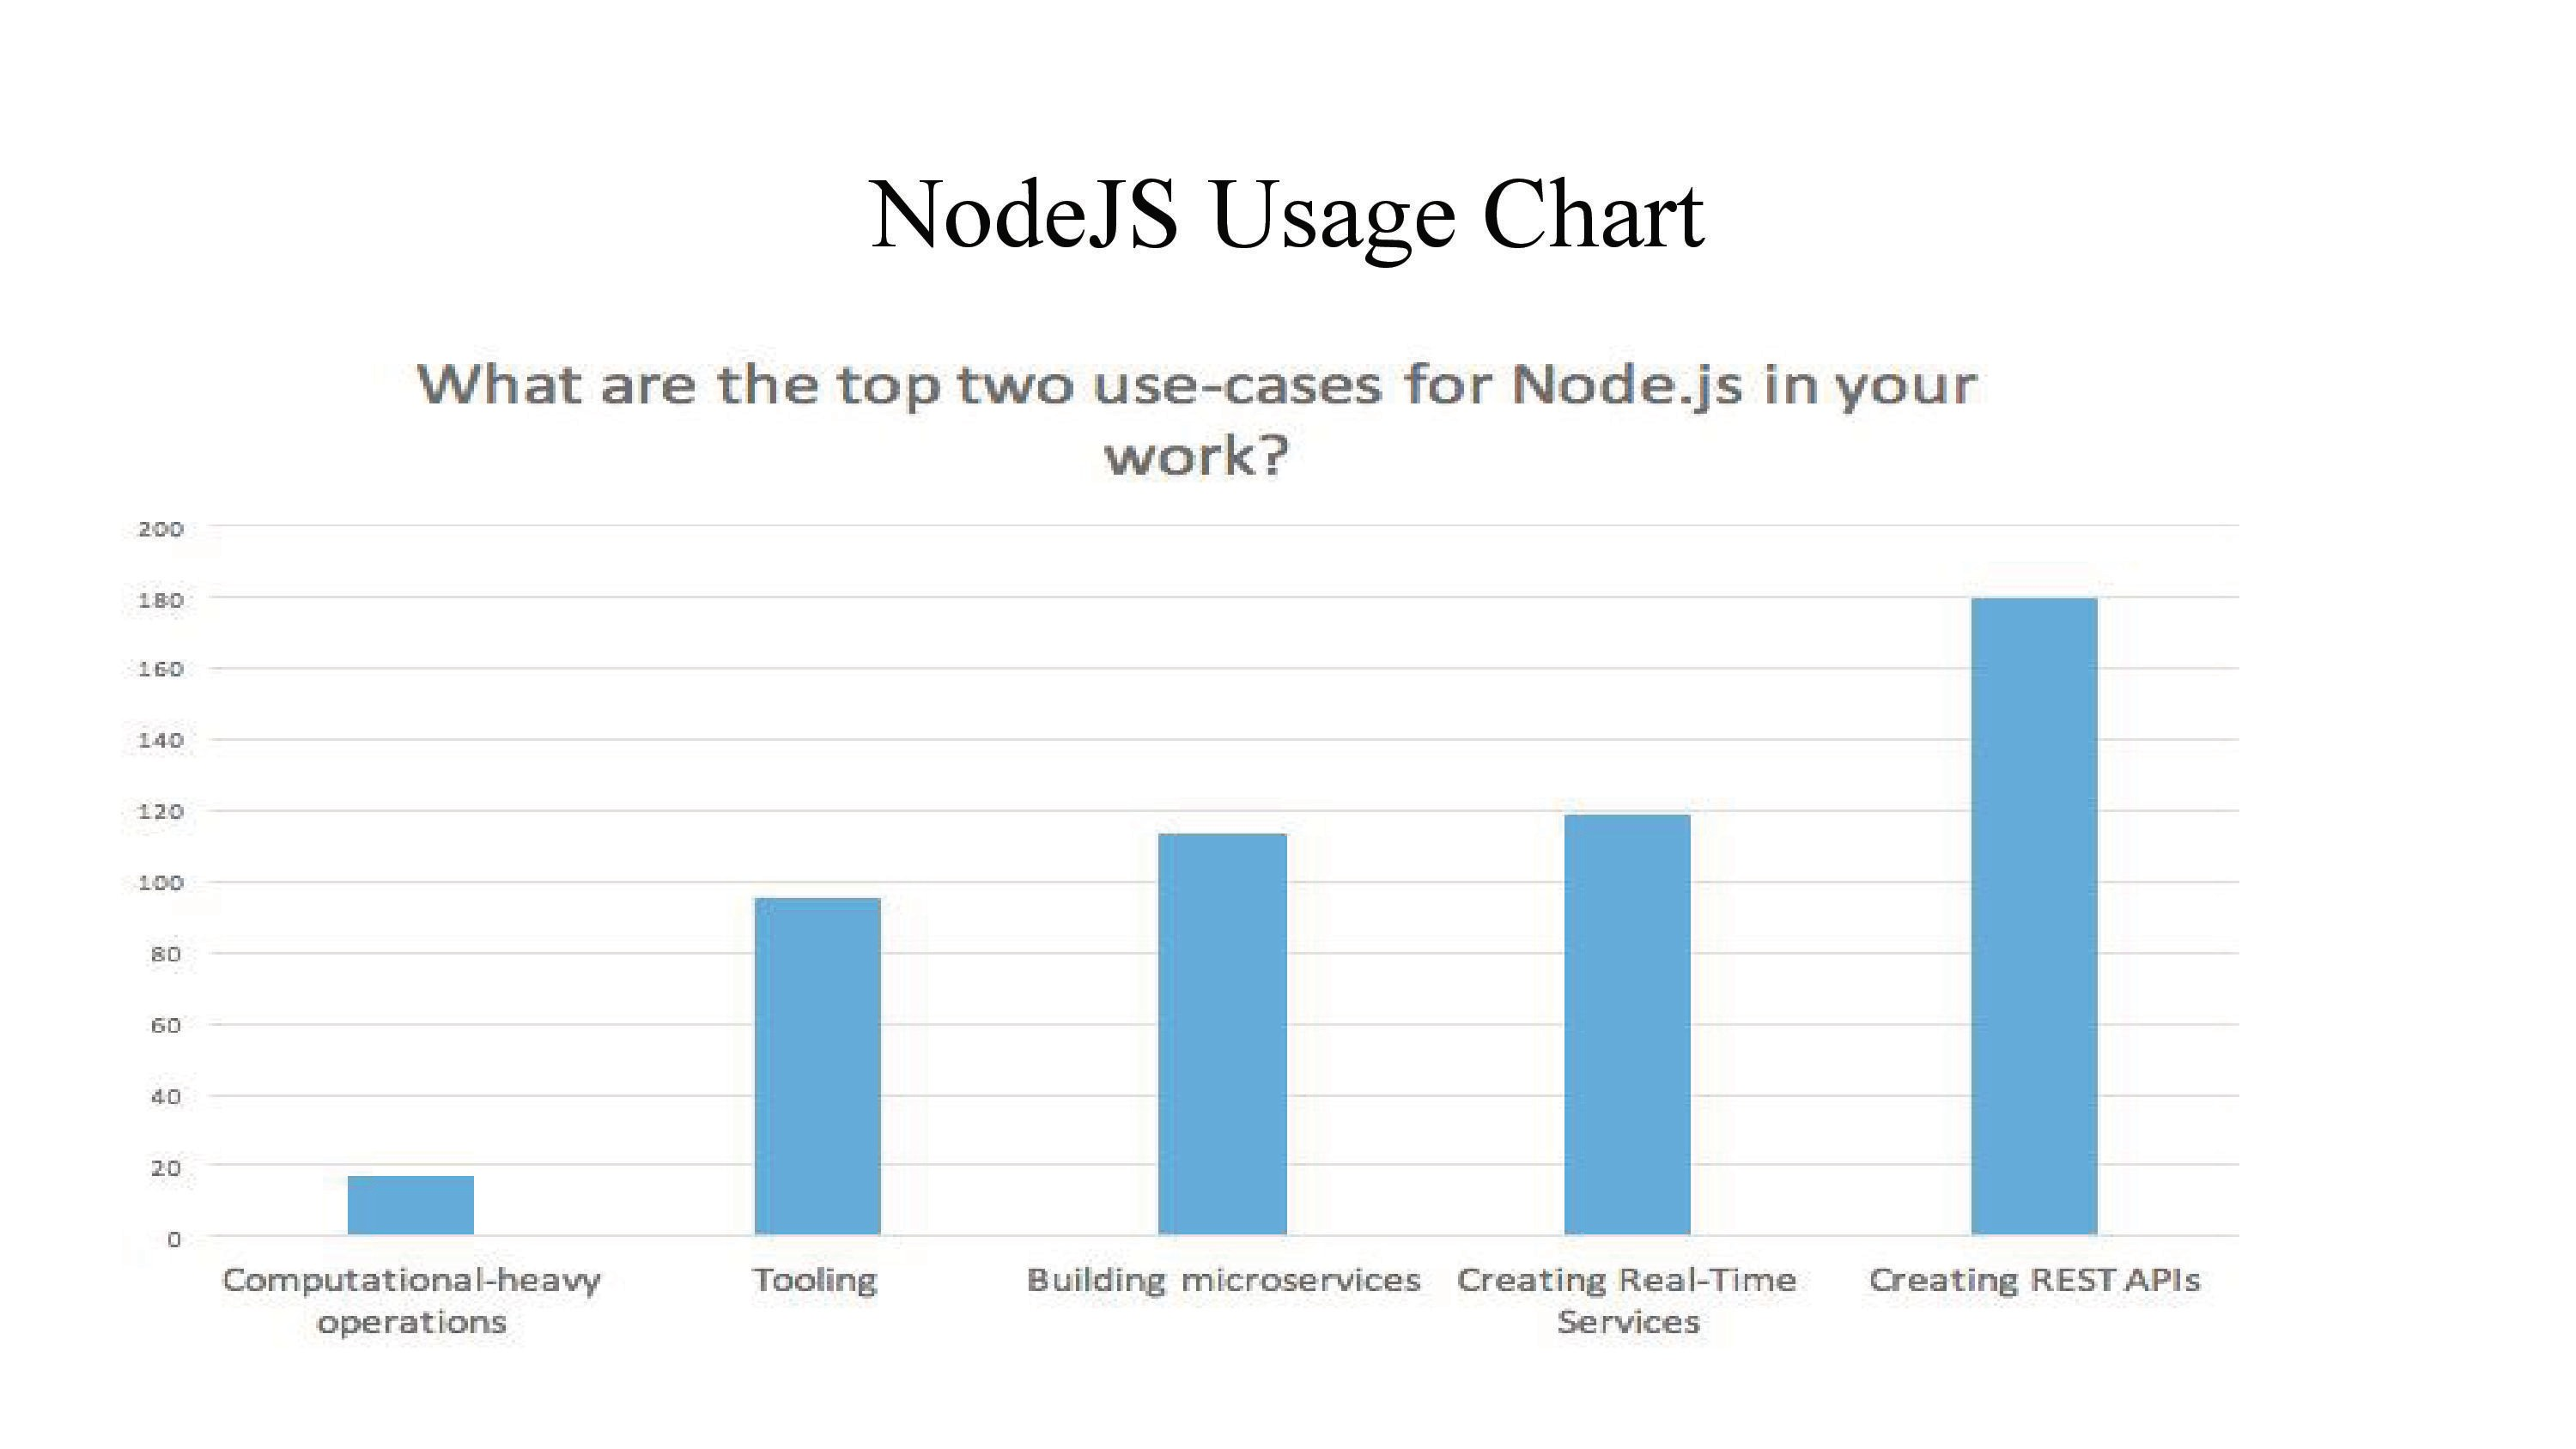 NodeJS Usage Chart
What are the top two use-cases for Node.js in your
work?
200
180
160
140
120
100
80
60
40
20
0
Computational-heavy
operations
Tooling
Building microservices
Creating Real-Time
Services
Creating REST APIs